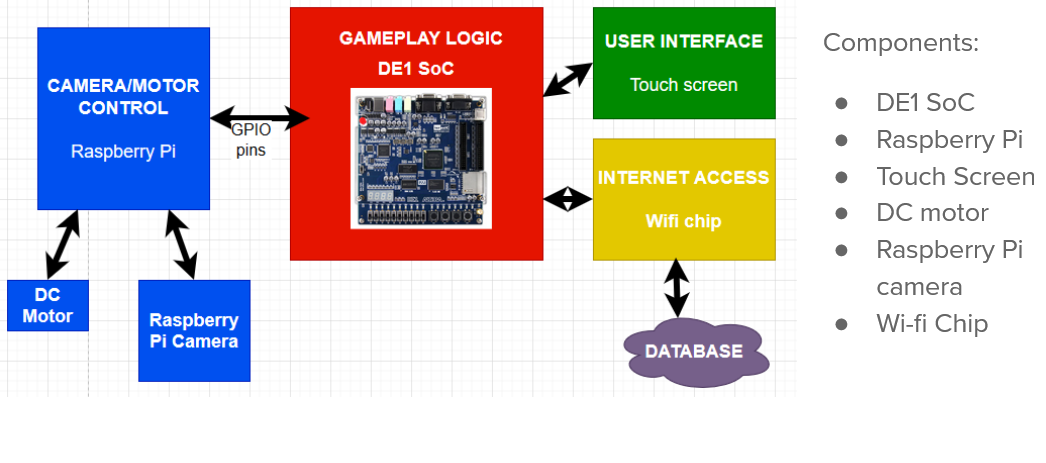 CAMERA/MOTOR
CONTROL
Raspberry Pi
GPIO
pins
GAMEPLAY LOGIC
DE1 SoC
USER INTERFACE
Touch screen
INTERNET ACCESS
Wifi chip
DC
Motor
Raspberry
Pi Camera
DATABASE
Components:
● DE1 SoC
● Raspberry Pi
● Touch Screen
● DC motor
● Raspberry Pi
camera
● Wi-fi Chip